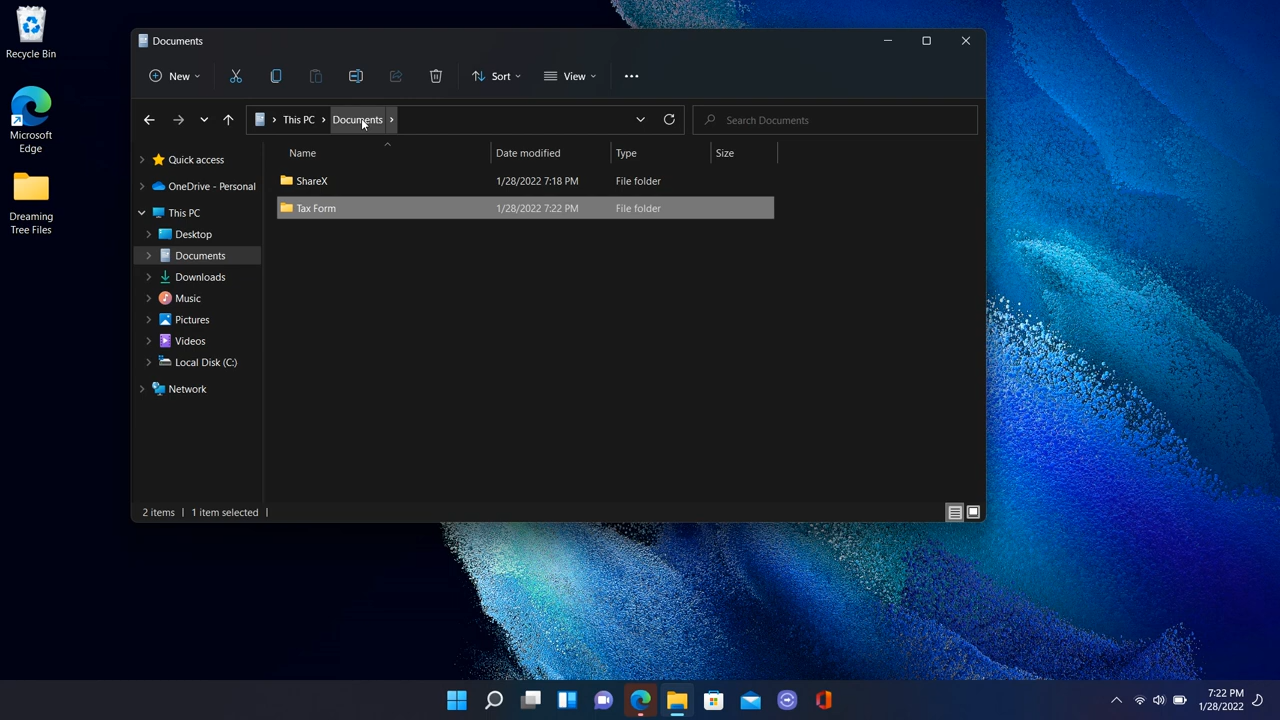 Recycle Bin
Microsoft
Edge
Dreaming
Tree Files
Documents
New
Sort
View
This PC
Documents
Search Documents
Name
Date modified
Type
Size
ShareX
1/28/2022 7:18 PM
File folder
Tax Form
1/28/2022 7:22 PM
File folder
Quick access
OneDrive - Personal
This PC
Desktop
Documents
Downloads
Music
Pictures
Videos
Local Disk (C:)
Network
2 items
1 item selected
7:22 PM
1/28/2022